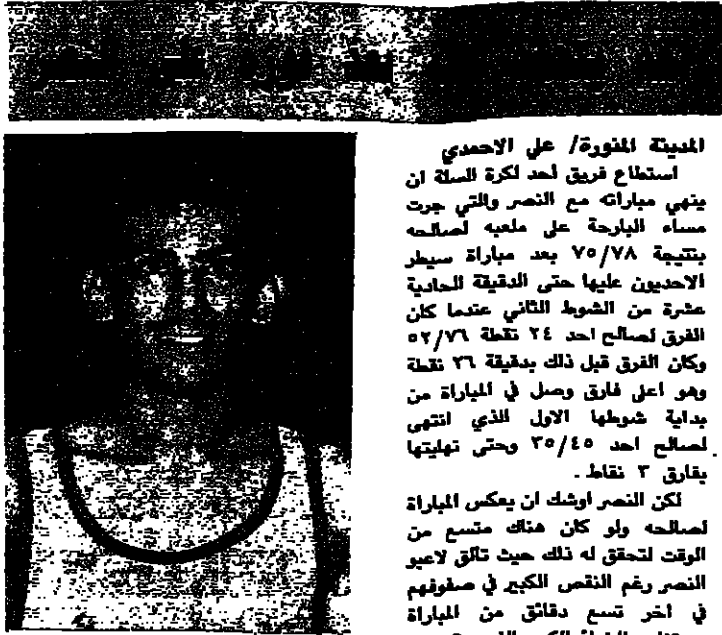 المدينة المنورة/ علي الاحمدي
استطاع فريق أحد لكرة السلة ان
ينهي مباراته مع النصر والتي جرت
مساء البارحة على ملعبه لصالحه
بنتيجة ٧٥/٧٨ بعد مباراة سيطر
الاحديون عليها حتى الدقيقة الحادية
عشرة من الشوط الثاني عندما كان
الفرق لصالح احد ٢٤ نقطة ٥٢/٧٦
وكان الفرق قبل ذلك بدقيقة ٢٦ نقطة
وهو اعلى فارق وصل في المباراة من
بداية شوطها الاول الذي انتهى
لصالح احد ٣٥/٤٥ وحتى نهايتها
بفارق ٣ نقاط.
لكن النصر اوشك ان يعكس المباراة
لصالحه ولو كان هناك متسع من
الوقت لتحقق له ذلك حيث تألق لاعبو
النصر رغم النقص الكبير في صفوفهم
في آخر تسع دقائق من المباراة